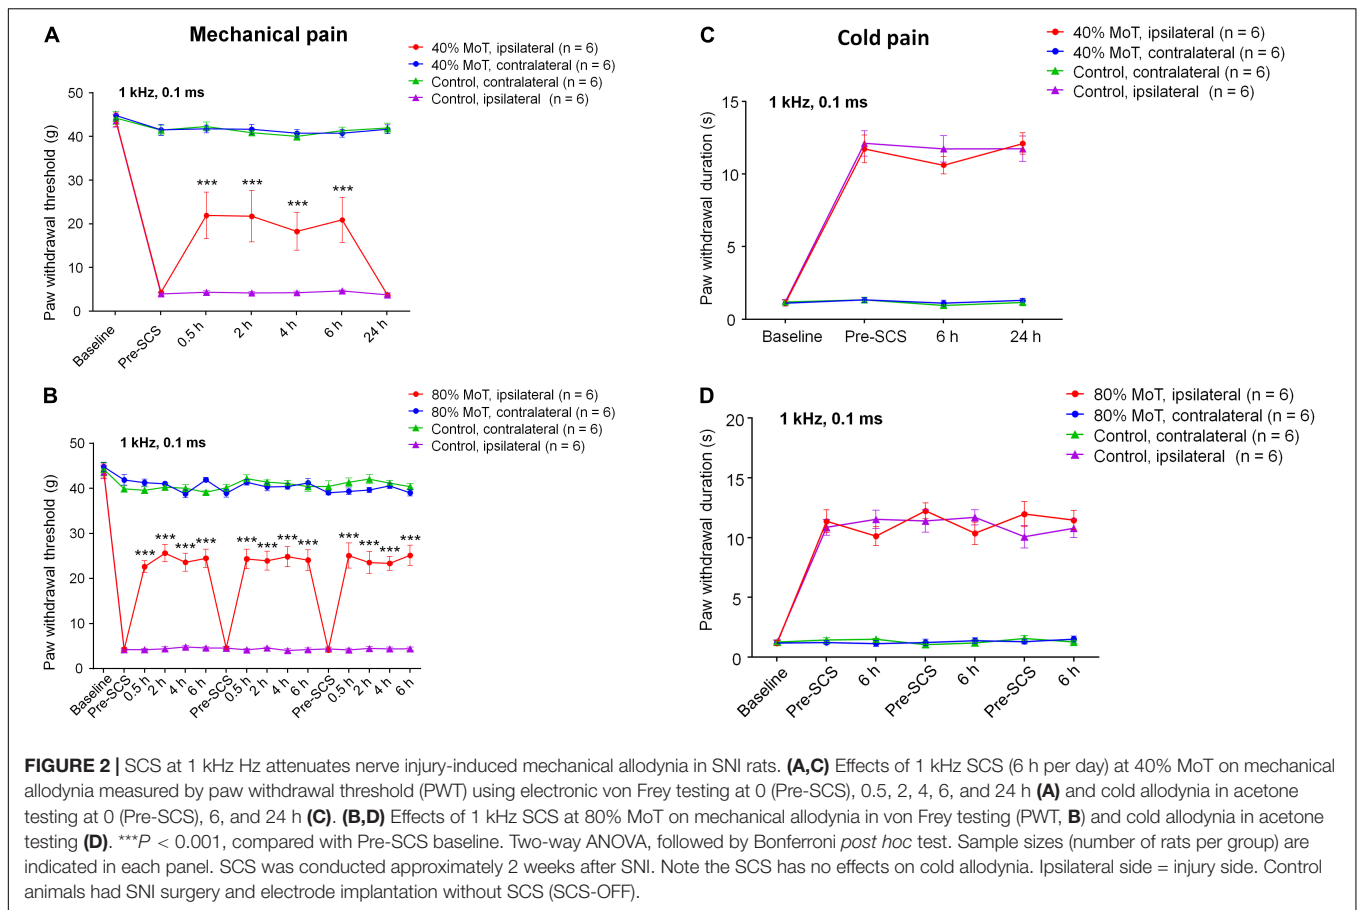 A
Mechanical pain
40% MoT, ipsilateral (n = 6)
40% MoT, contralateral (n = 6)
Control, contralateral (n = 6)
Control, ipsilateral (n = 6)
1 kHz, 0.1 ms
Paw withdrawal threshold (g)
50
40
30
20
10
0
*** *** *** ***
Baseline Pre-SCS 0.5 h 2 h 4 h 6 h 24 h
C
Cold pain
40% MoT, ipsilateral (n = 6)
40% MoT, contralateral (n = 6)
Control, contralateral (n = 6)
Control, ipsilateral (n = 6)
1 kHz, 0.1 ms
Paw withdrawal duration (s)
15
10
5
0
Baseline Pre-SCS 6 h 24 h
B
80% MoT, ipsilateral (n = 6)
80% MoT, contralateral (n = 6)
Control, contralateral (n = 6)
Control, ipsilateral (n = 6)
1 kHz, 0.1 ms
Paw withdrawal threshold (g)
50
40
30
20
10
0
*** *** *** *** *** *** *** *** *** *** *** ***
Baseline Pre-SCS 0.5 h 2 h 4 h 6 h Pre-SCS 0.5 h 2 h 4 h 6 h Pre-SCS 0.5 h 2 h 4 h 6 h
D
80% MoT, ipsilateral (n = 6)
80% MoT, contralateral (n = 6)
Control, contralateral (n = 6)
Control, ipsilateral (n = 6)
1 kHz, 0.1 ms
Paw withdrawal duration (s)
20
15
10
5
0
Baseline Pre-SCS 6 h Pre-SCS 6 h Pre-SCS 6 h
FIGURE 2 | SCS at 1 kHz Hz attenuates nerve injury-induced mechanical allodynia in SNI rats. (A,C) Effects of 1 kHz SCS (6 h per day) at 40% MoT on mechanical
allodynia measured by paw withdrawal threshold (PWT) using electronic von Frey testing at 0 (Pre-SCS), 0.5, 2, 4, 6, and 24 h (A) and cold allodynia in acetone
testing at 0 (Pre-SCS), 6, and 24 h (C). (B,D) Effects of 1 kHz SCS at 80% MoT on mechanical allodynia in von Frey testing (PWT, B) and cold allodynia in acetone
testing (D). ***P < 0.001, compared with Pre-SCS baseline. Two-way ANOVA, followed by Bonferroni post hoc test. Sample sizes (number of rats per group) are
indicated in each panel. SCS was conducted approximately 2 weeks after SNI. Note the SCS has no effects on cold allodynia. Ipsilateral side = injury side. Control
animals had SNI surgery and electrode implantation without SCS (SCS-OFF).